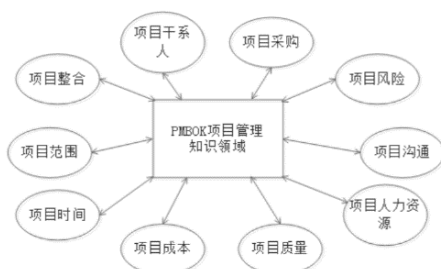 项目干系
人
项目采购
项目整合
项目风险
PMBOK项目管理
知识领域
项目范围
项目沟通
项目时间
项目人力资
源
项目成本
项目质量